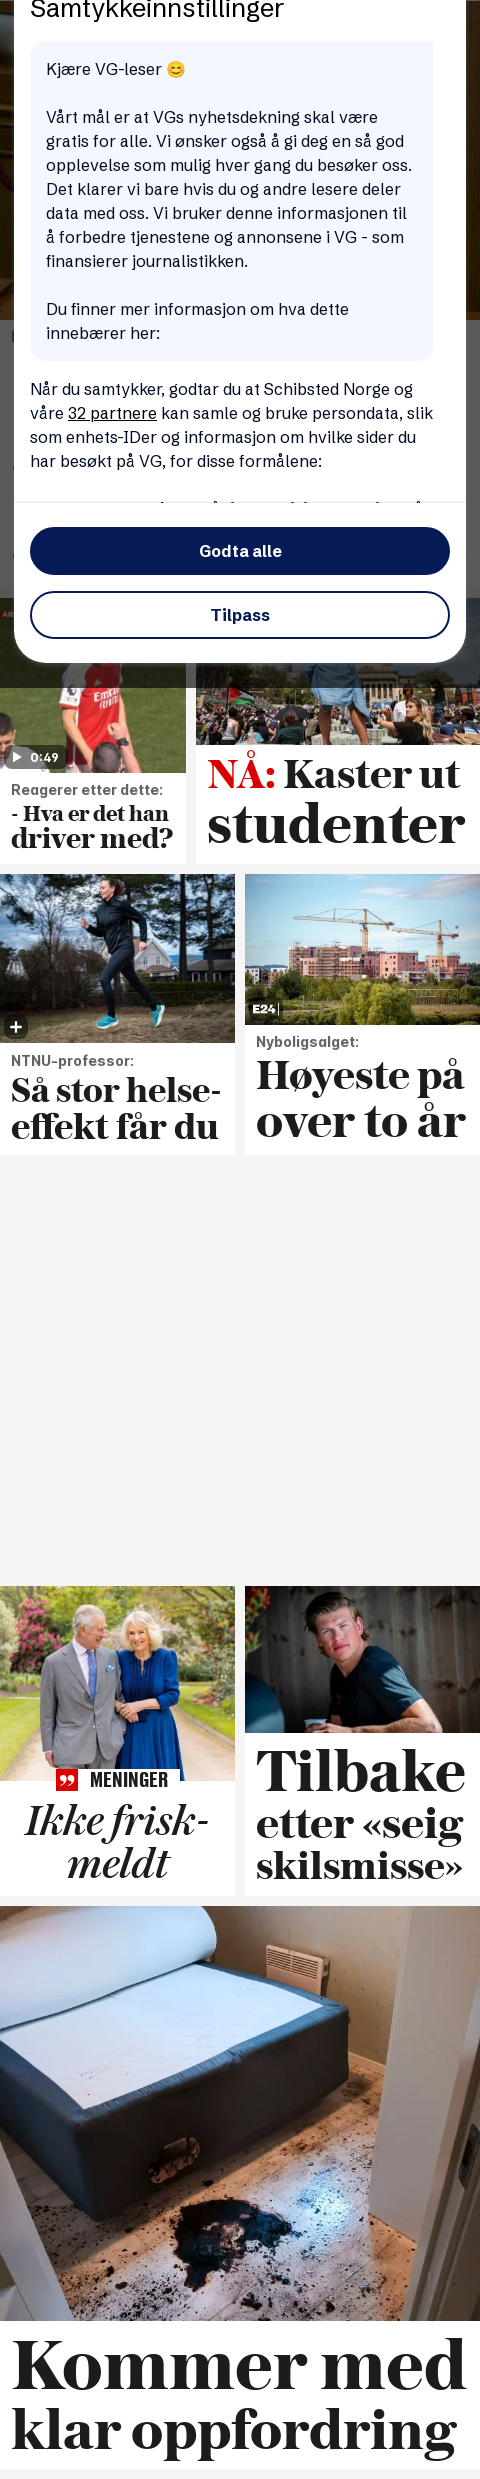 Samtykkeinnstillinger
Kjære VG-leser 😊
Vårt mål er at VGs nyhetsdekning skal være
gratis for alle. Vi ønsker også å gi deg en så god
opplevelse som mulig hver gang du besøker oss.
Det klarer vi bare hvis du og andre lesere deler
data med oss. Vi bruker denne informasjonen til
å forbedre tjenestene og annonsene i VG - som
finansierer journalistikken.
Du finner mer informasjon om hva dette
innebærer her:
Når du samtykker, godtar du at Schibsted Norge og
våre 32 partnere kan samle og bruke persondata, slik
som enhets-IDer og informasjon om hvilke sider du
har besøkt på VG, for disse formålene:
Godta alle
Tilpass
0:49
Reagerer etter dette:
- Hva er det han
driver med?
NÅ: Kaster ut
studenter
NTNU-professor:
Så stor helse-
effekt får du
E24
Nyboligsalget:
Høyeste på
over to år
MENINGER
Ikke frisk-
meldt
Tilbake
etter «seig
skilsmisse»
Kommer med
klar oppfordring